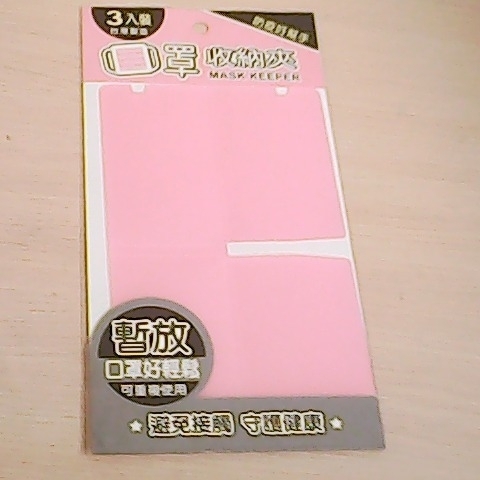 3入裝
台灣製造
防疫好幫手
口罩收納夾
MASK KEEPER
暫放
口罩好輕鬆
可重複使用
★避免接觸 守護健康★